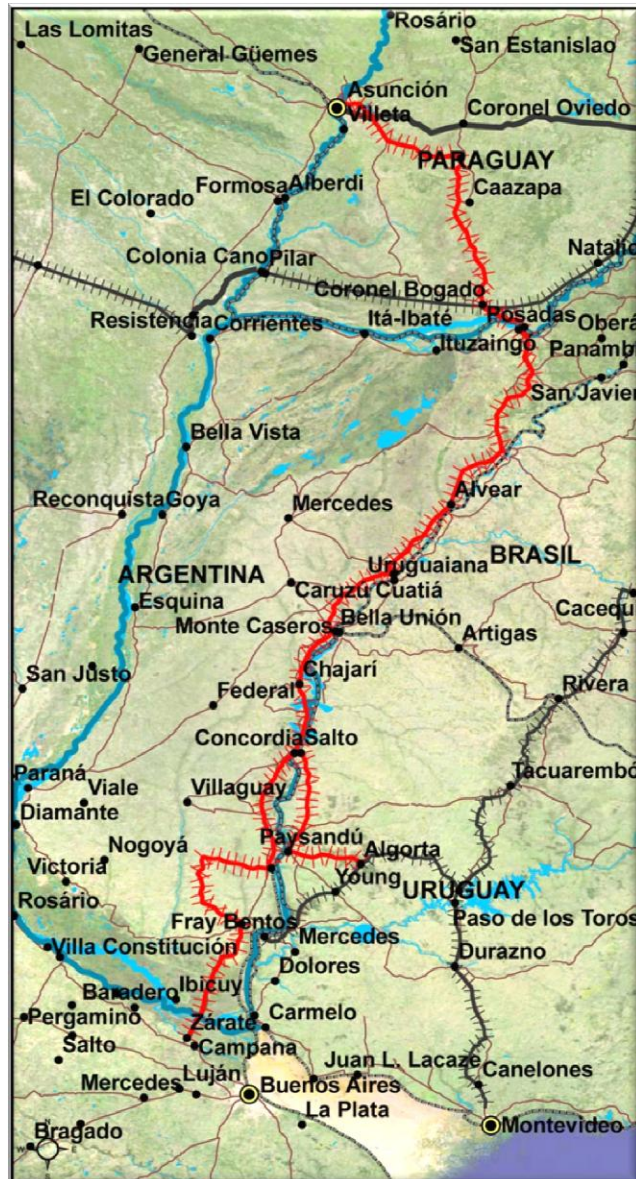 Rosário
Las Lomitas
San Estanislao
General Güemes
Asunción
Villeta
Coronel Oviedo
PARAGUAY
Caazapa
Formosa
Alberdi
El Colorado
Colonia Cano
Pilar
Natalio
Coronel Bogado
Resistencia
Corrientes
Itá-Ibaté
Posadas
Oberá
Ituzaingó
Panambí
San Javier
Bella Vista
Reconquista
Goya
Mercedes
Alvear
BRASIL
ARGENTINA
Uruguaiana
Caruzú Cuatiá
Esquina
Cacequi
Monte Caseros
Bella Unión
Artigas
San Justo
Chajarí
Federal
Rivera
Concordia
Salto
Tacuarembó
Paraná
Viale
Villaguay
Diamante
Nogoyá
Paysandú
Algorta
Victoria
Young
URUGUAY
Rosário
Fray Bentos
Paso de los Toros
Villa Constitución
Mercedes
Durazno
Dolores
Baradero
Ibicuy
Pergamino
Carmelo
Zárate
Salto
Campana
Juan L. Lacaze
Canelones
Mercedes
Luján
Buenos Aires
La Plata
Montevideo
Bragado
N
W
E